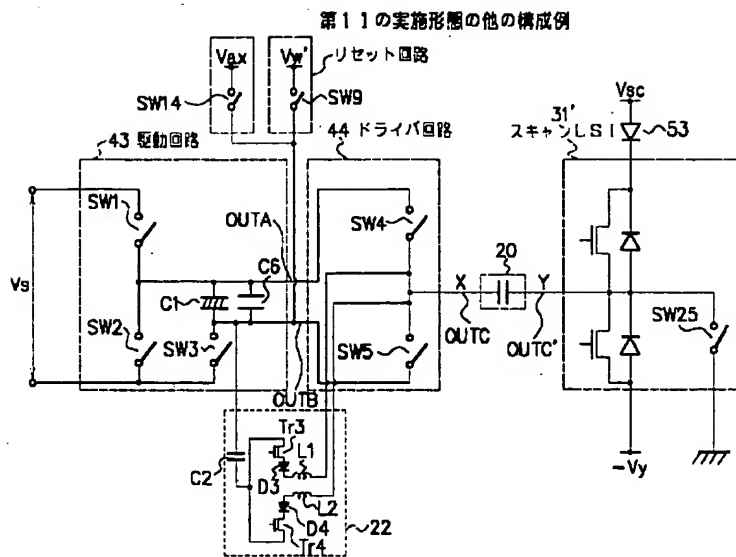 第11の実施形態の他の構成例
Vax
Vw'
リセット回路
SW14
SW9
43 駆動回路
44 ドライバ回路
31'
スキャンLSI
Vsc
53
SW1
OUTA
SW4
Vs
C1
C6
X
20
Y
SW2
SW3
SW5
OUTC
OUTC'
SW25
OUTB
Tr3
L1
C2
D3
L2
D4
22
Tr4
-Vy